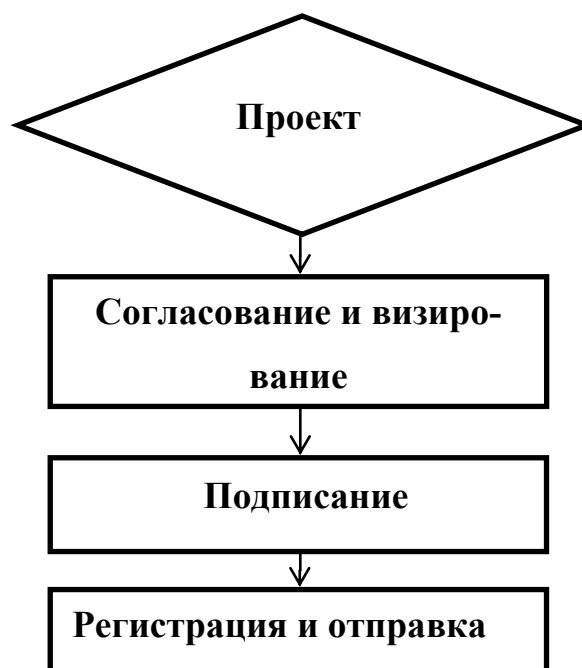 Проект
Согласование и визиро-
вание
Подписание
Регистрация и отправка